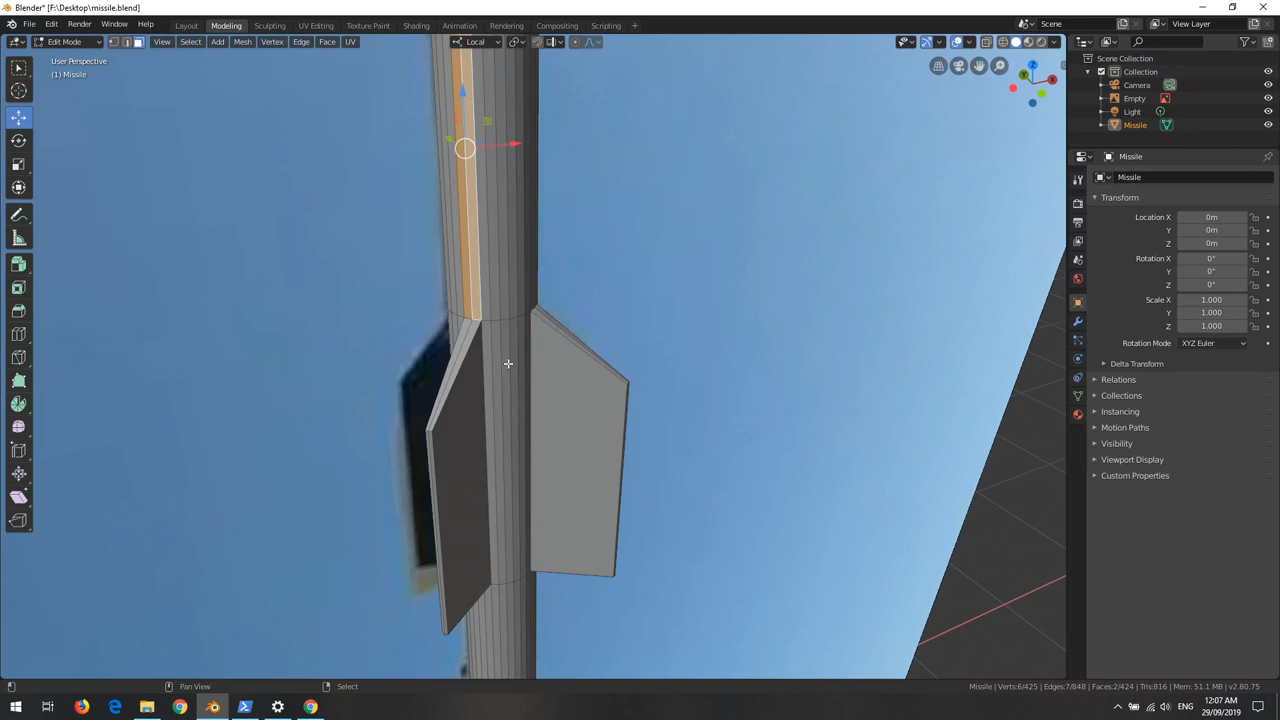 Blender* [F:\Desktop\missile.blend]
File Edit Render Window Help Layout Modeling Sculpting UV Editing Texture Paint Shading Animation Rendering Compositing Scripting Scene View Layer
Edit Mode View Select Add Mesh Vertex Edge Face UV Local
User Perspective
(1) Missile
Z
Y
X
Scene Collection
Collection
Camera
Empty
Light
Missile
Missile
Missile
Transform
Location X 0m
Y 0m
Z 0m
Rotation X 0°
Y 0°
Z 0°
Scale X 1.000
Y 1.000
Z 1.000
Rotation Mode XYZ Euler
Delta Transform
Relations
Collections
Instancing
Motion Paths
Visibility
Viewport Display
Custom Properties
Pan View Select Missile | Verts:6/425 | Edges:7/848 | Faces:2/424 | Tris:816 | Mem: 51.1 MB | v2.80.75
ENG 12:07 AM
29/09/2019